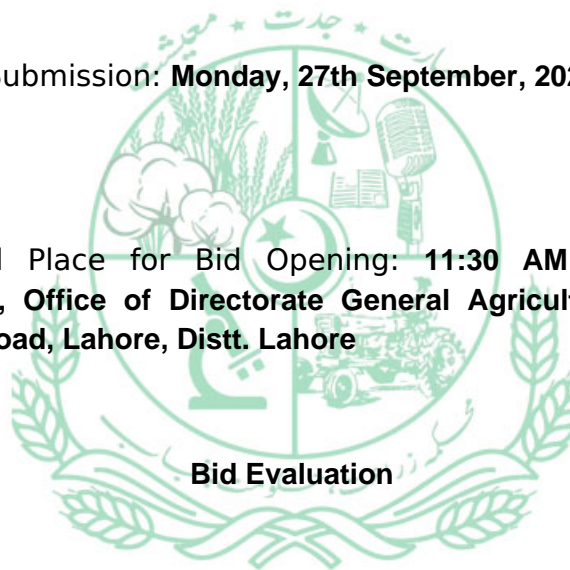 Submission: Monday, 27th September, 202
Place for Bid Opening: 11:30 AM
, Office of Directorate General Agricult
oad, Lahore, Distt. Lahore
Bid Evaluation